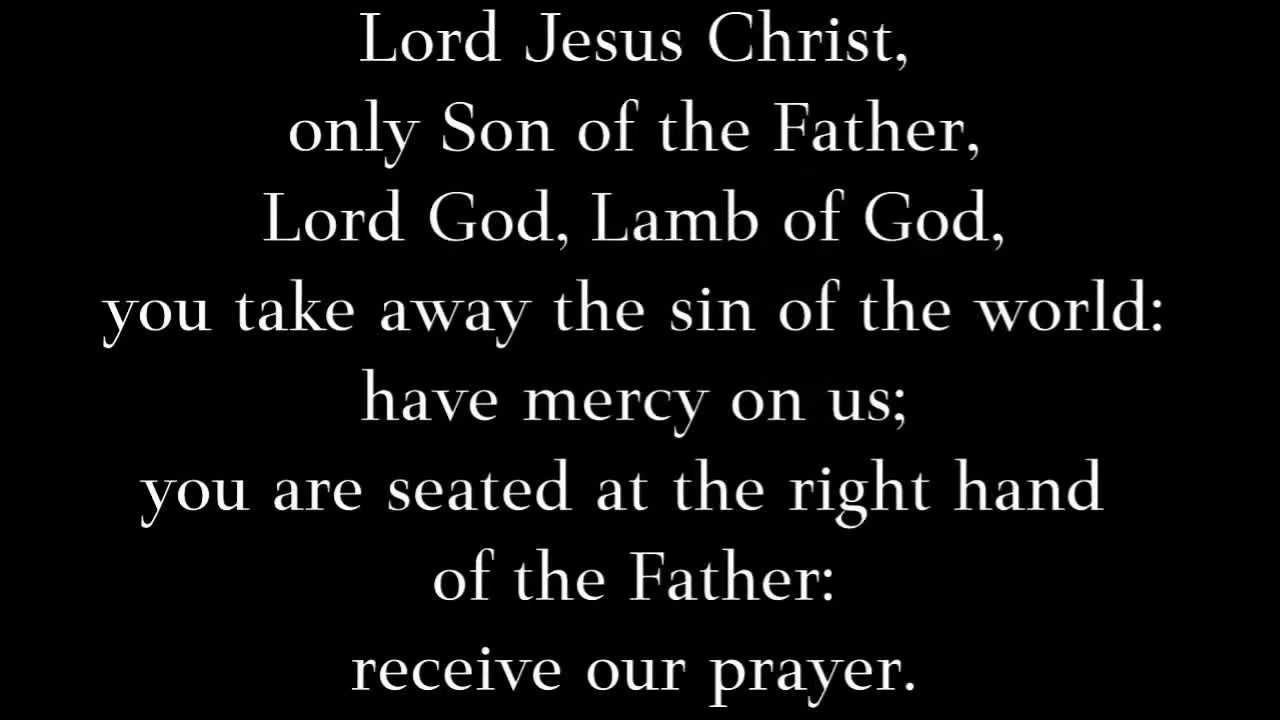 Lord Jesus Christ,
only Son of the Father,
Lord God, Lamb of God,
you take away the sin of the world:
have mercy on us;
you are seated at the right hand
of the Father:
receive our prayer.